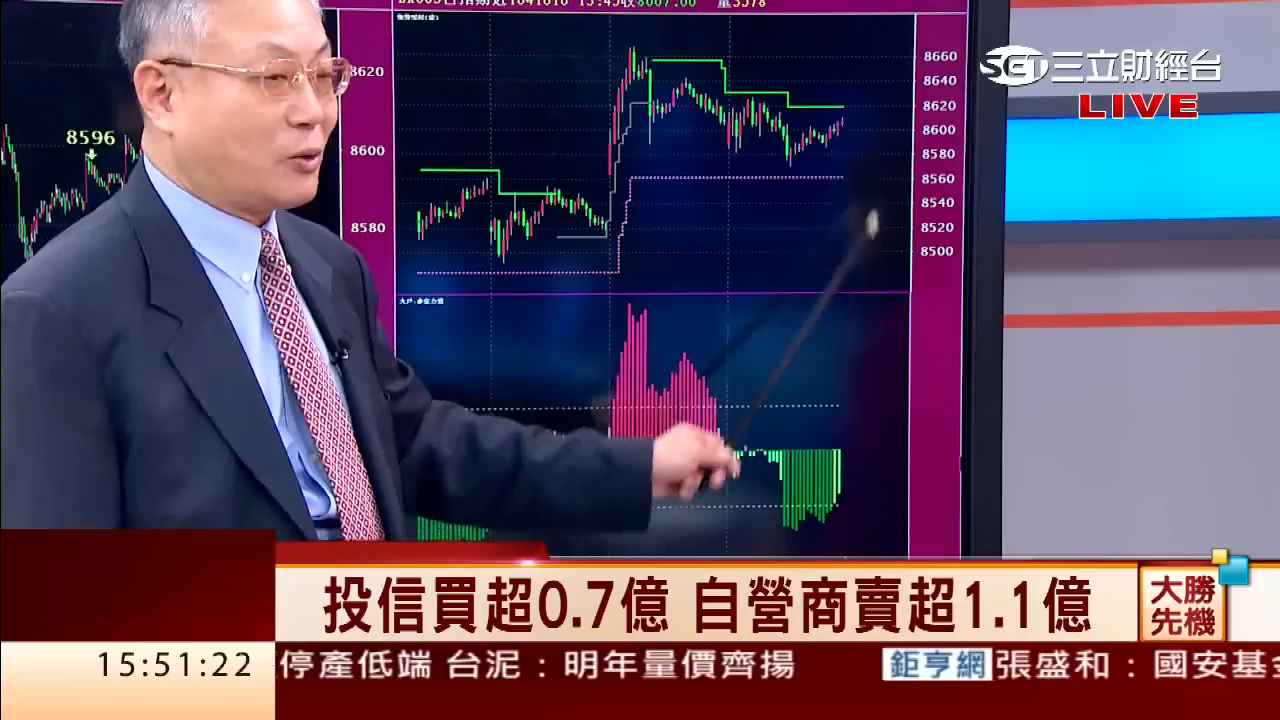 8620
8596
8600
8580
8660
8640
8620
8600
8580
8560
8540
8520
8500
SET 三立財經台
LIVE
投信買超0.7億 自營商賣超1.1億
大勝
先機
15:51:22
停產低端 台泥：明年量價齊揚
鉅亨網 張盛和：國安基金